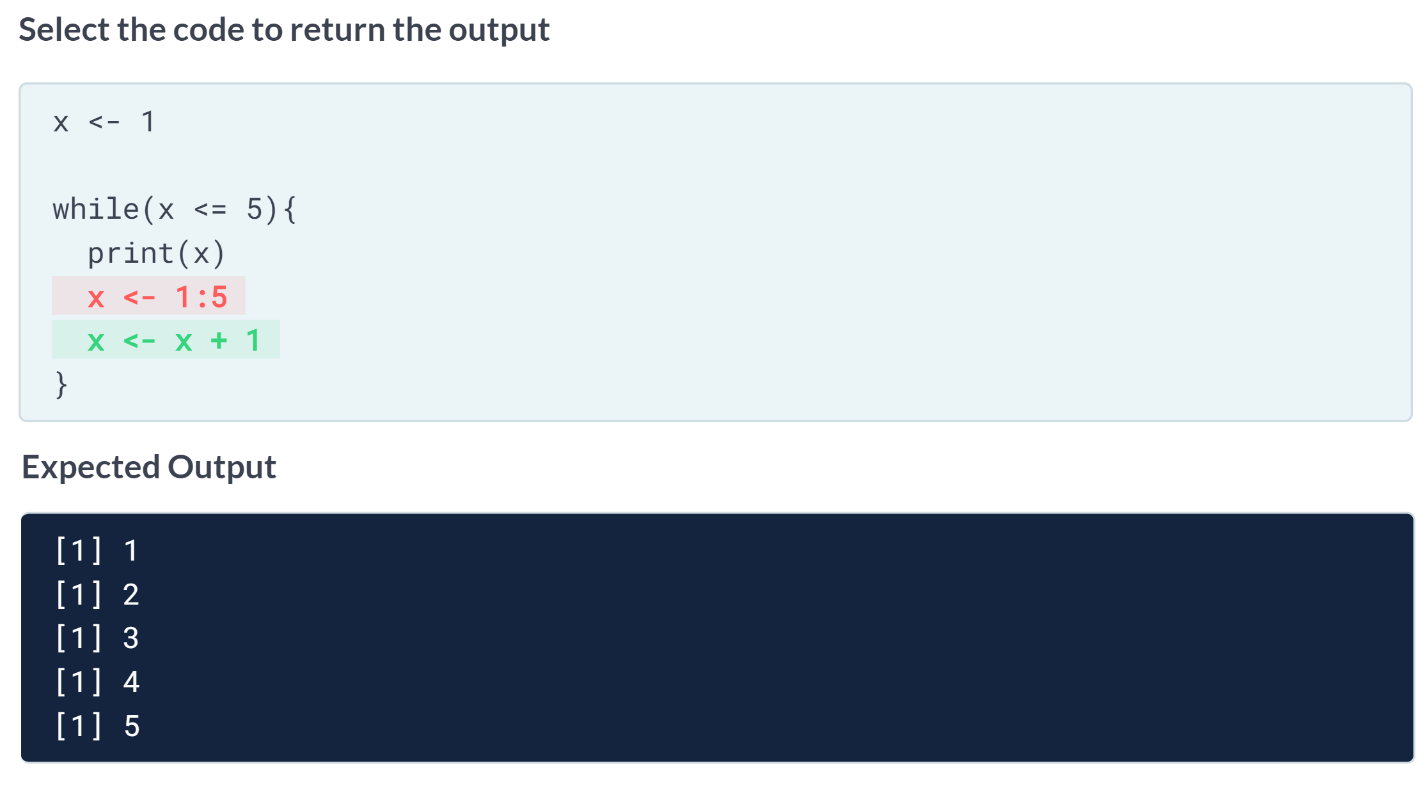 Select the code to return the output
x <- 1
while(x <= 5){
print(x)
x <- 1:5
x <- x + 1
}
Expected Output
[1] 1
[1] 2
[1] 3
[1] 4
[1] 5